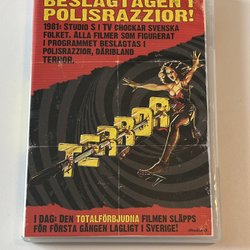 BESLAGTAGEN I
POLISRAZZIOR!
1981: STUDIO S I TV CHOCKAR SVENSKA
FOLKET. ALLA FILMER SOM FIGURERAT
I PROGRAMMET BESLAGTAS I
POLISRAZZIOR, DÄRIBLAND
TERROR.
TERROR
I DAG: DEN TOTALFÖRBJUDNA FILMEN SLÄPPS
FÖR FÖRSTA GÅNGEN LAGLIGT I SVERIGE!